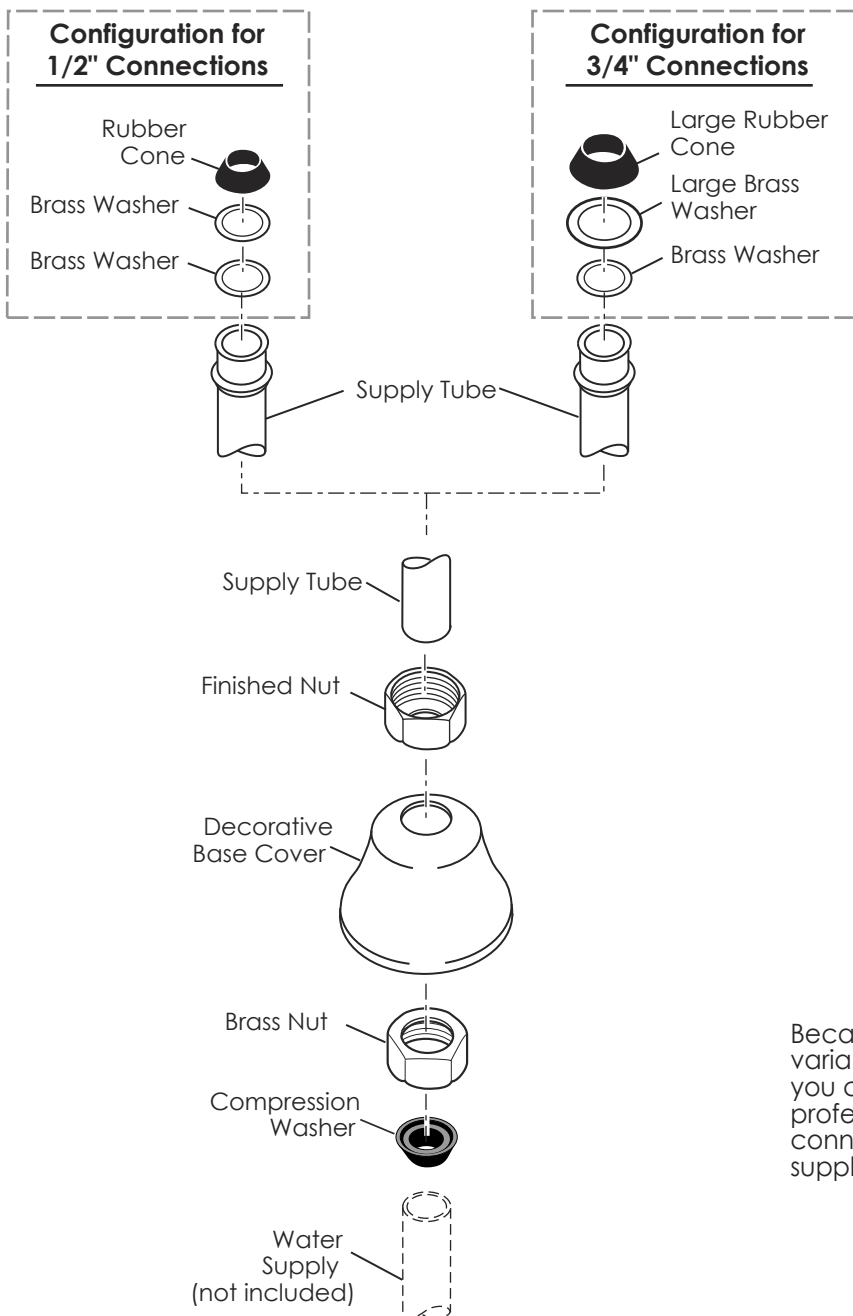 Configuration for
1/2" Connections
Rubber
Cone
Brass Washer
Brass Washer
Configuration for
3/4" Connections
Large Rubber
Cone
Large Brass
Washer
Brass Washer
Supply Tube
Supply Tube
Finished Nut
Decorative
Base Cover
Brass Nut
Compression
Washer
Water
Supply
(not included)
you